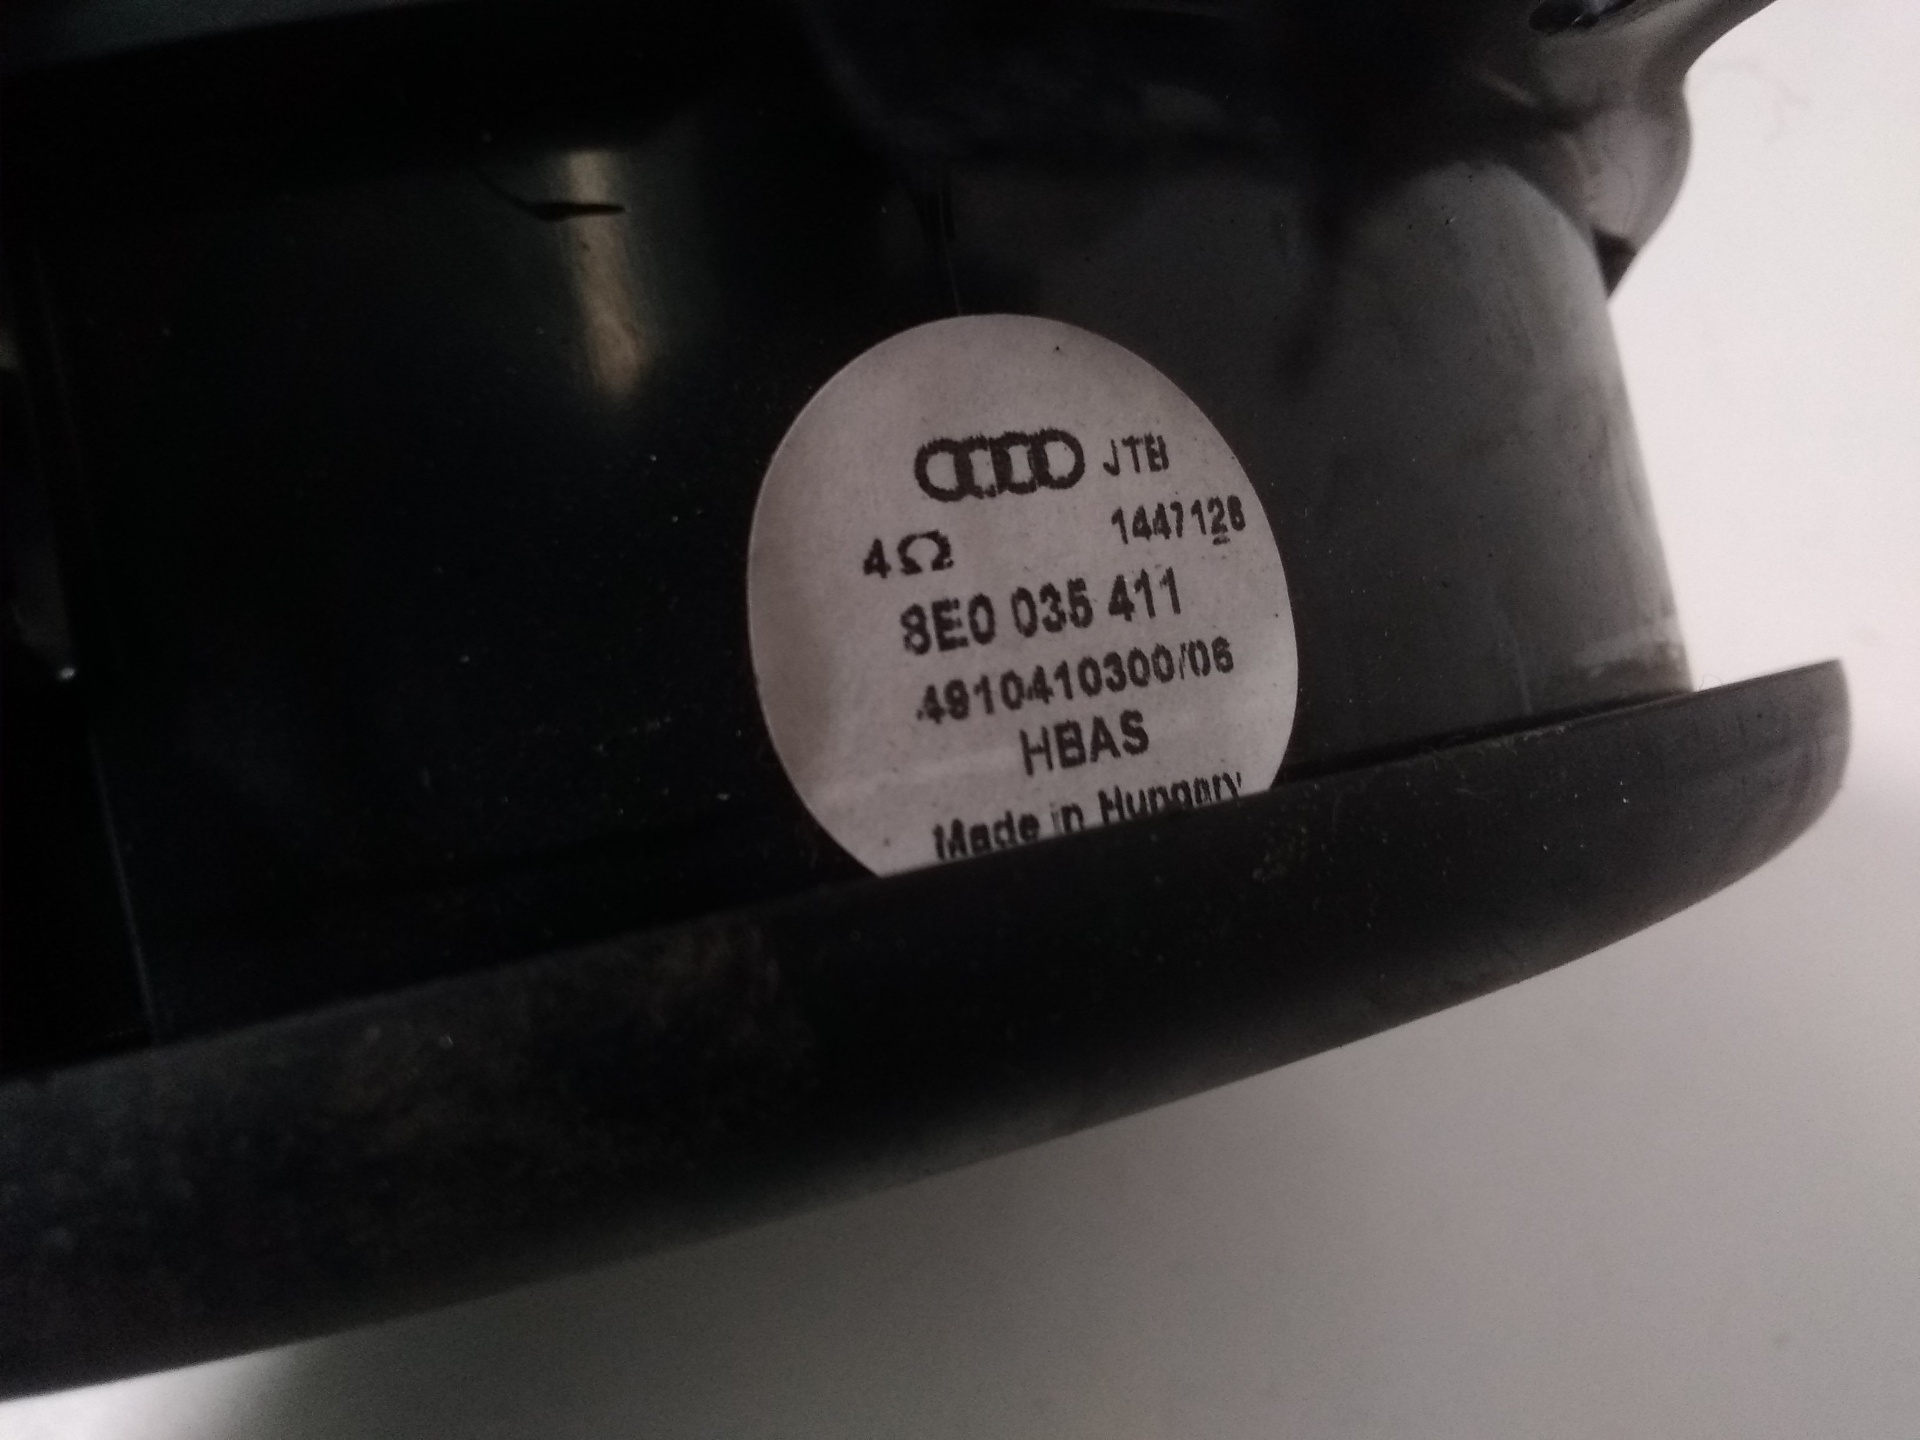 JTB
1447128
4Ω
8E0 035 411
4910410300/06
HBAS
Made in Hungary